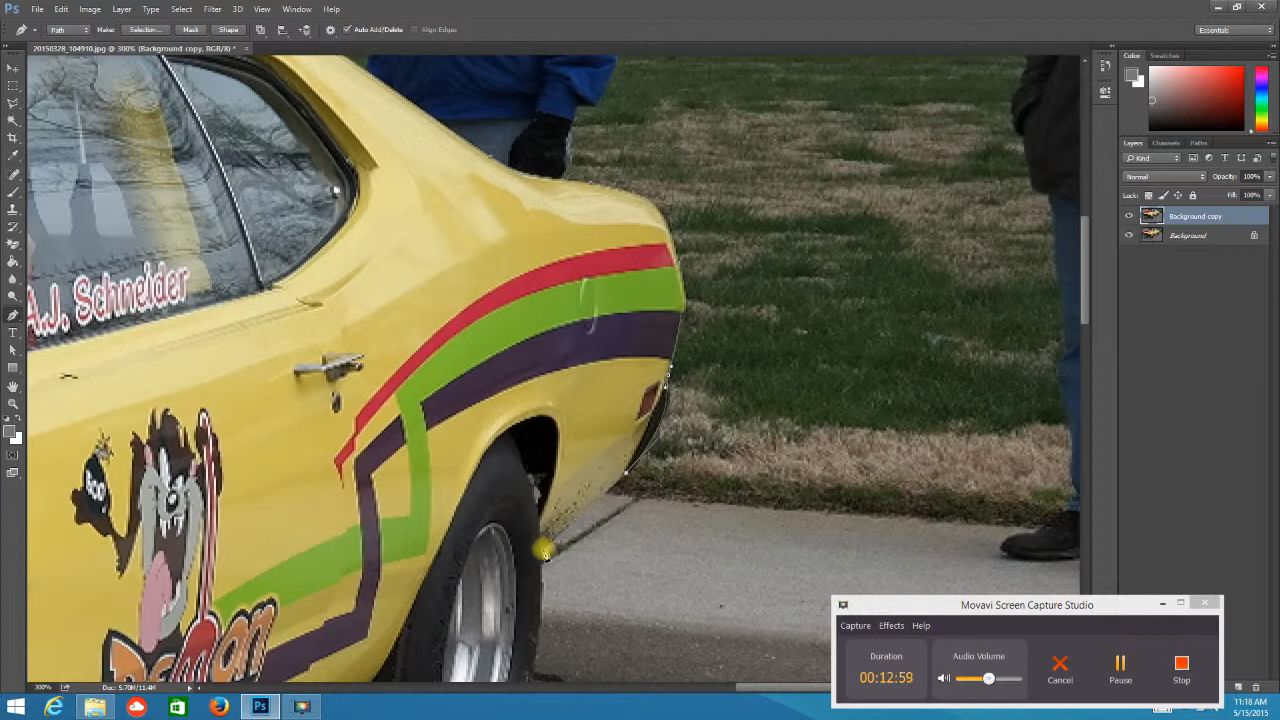 Ps File Edit Image Layer Type Select Filter 3D View Window Help
Path Make: Selection... Mask Shape Auto Add/Delete Align Edges Essentials
20150328_104910.jpg @ 300% (Background copy, RGB/8) * ×
Color Swatches
Layers Channels Paths
Kind
Normal Opacity: 100%
Lock: Fill: 100%
Background copy
Background
A.J. Schneider
BOO
DEMON
Movavi Screen Capture Studio
Capture Effects Help
Duration Audio Volume
00:12:59 Cancel Pause Stop
300% Doc: 5.70M/11.4M
Ps
11:18 AM
5/15/2015